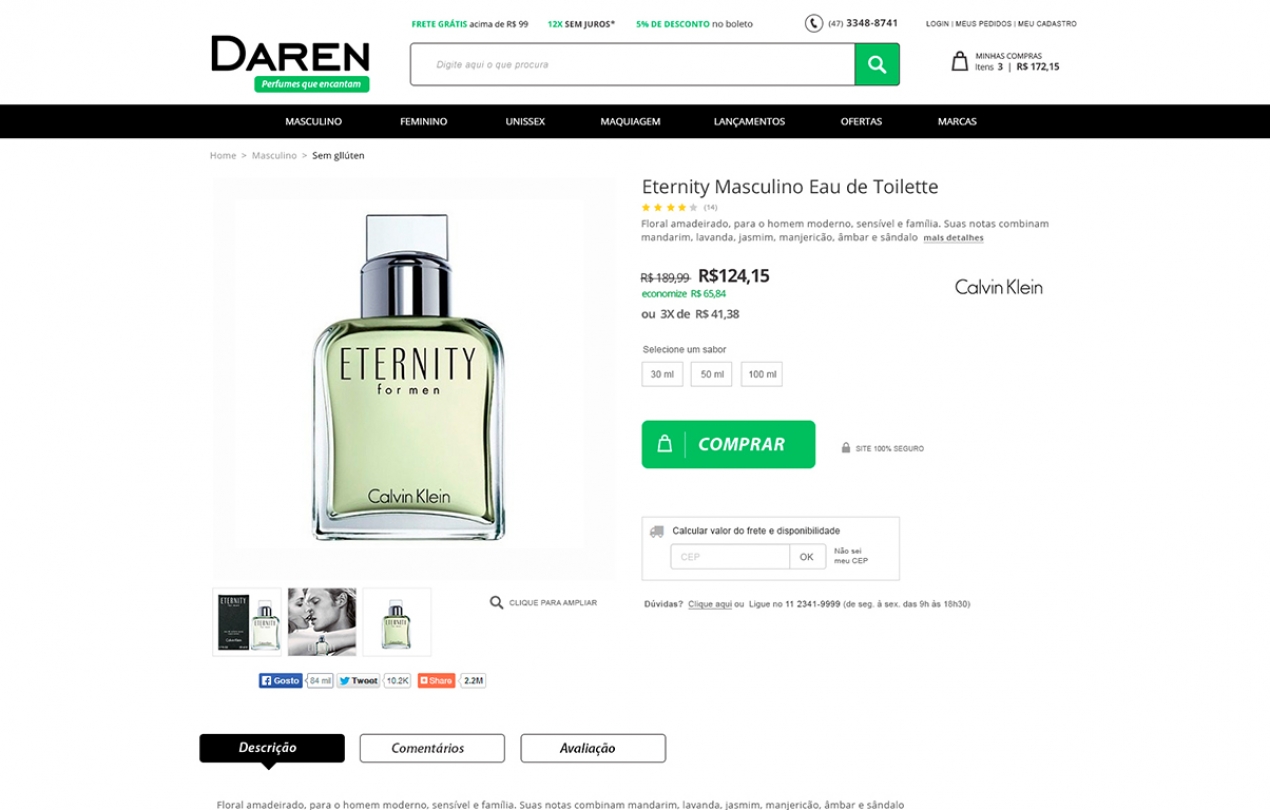 FRETE GRÁTIS acima de R$ 99 12X SEM JUROS* 5% DE DESCONTO no boleto (47) 3348-8741 LOGIN | MEUS PEDIDOS | MEU CADASTRO
DAREN
Perfumes que encantam
Digite aqui o que procura
MINHAS COMPRAS
Itens 3 | R$ 172,15
MASCULINO FEMININO UNISSEX MAQUIAGEM LANÇAMENTOS OFERTAS MARCAS
Home > Masculino > Sem gllúten
Eternity Masculino Eau de Toilette
(14)
Floral amadeirado, para o homem moderno, sensível e família. Suas notas combinam
mandarim, lavanda, jasmim, manjericão, âmbar e sândalo mais detalhes
R$ 189,99 R$124,15
economize R$ 65,84
ou 3X de R$ 41,38
Calvin Klein
Selecione um sabor
30 ml 50 ml 100 ml
COMPRAR
SITE 100% SEGURO
Calcular valor do frete e disponibilidade
CEP OK Não sei
meu CEP
Dúvidas? Clique aqui ou Ligue no 11 2341-9999 (de seg. à sex. das 9h ás 18h30)
ETERNITY
for men
Calvin Klein
ETERNITY
ETERNITY
ETERNITY
CLIQUE PARA AMPLIAR
Gosto 84 mil Twoot 10.2K Share 2.2M
Descrição Comentários Avaliação
Floral amadeirado, para o homem moderno, sensível e família. Suas notas combinam mandarim, lavanda, jasmim, manjericão, âmbar e sândalo